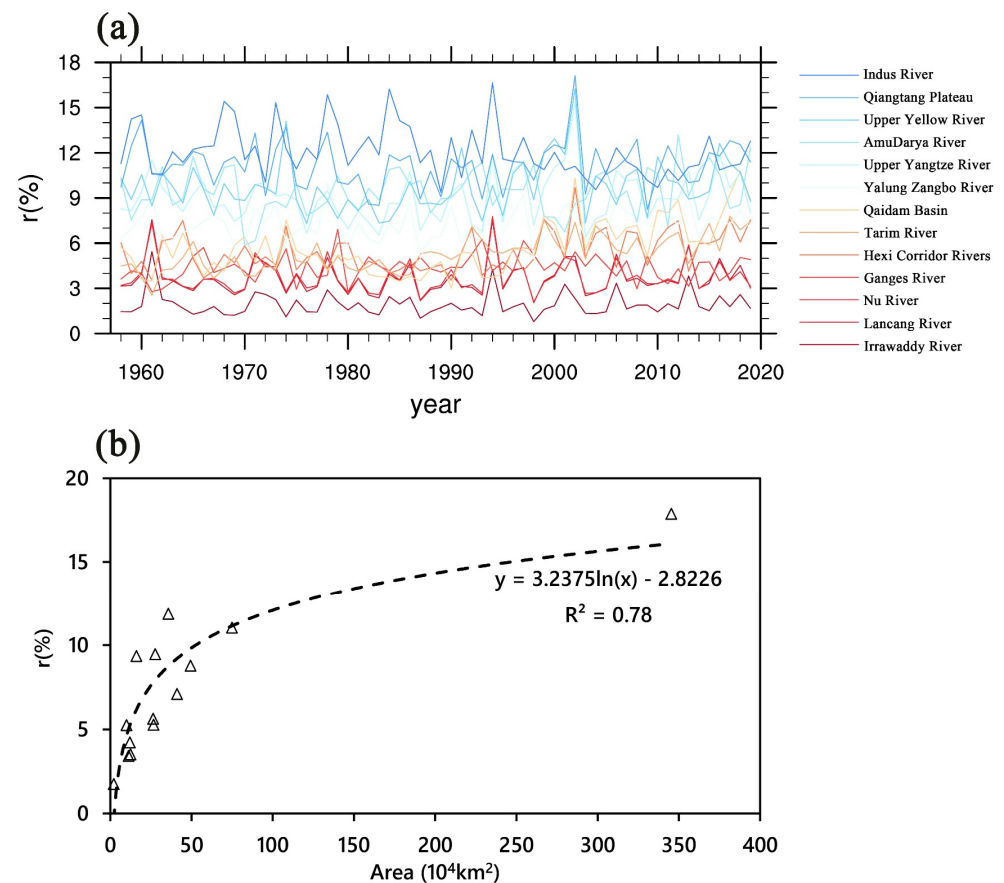 (a)
18
15
12
9
6
3
0
r(%)
1960 1970 1980 1990 2000 2010 2020
year
Indus River
Qiangtang Plateau
Upper Yellow River
AmuDarya River
Upper Yangtze River
Yalung Zangbo River
Qaidam Basin
Tarim River
Hexi Corridor Rivers
Ganges River
Nu River
Lancang River
Irrawaddy River
(b)
20
15
10
5
0
r(%)
y = 3.2375ln(x) - 2.8226
R² = 0.78
0 50 100 150 200 250 300 350 400
Area (10⁴km²)